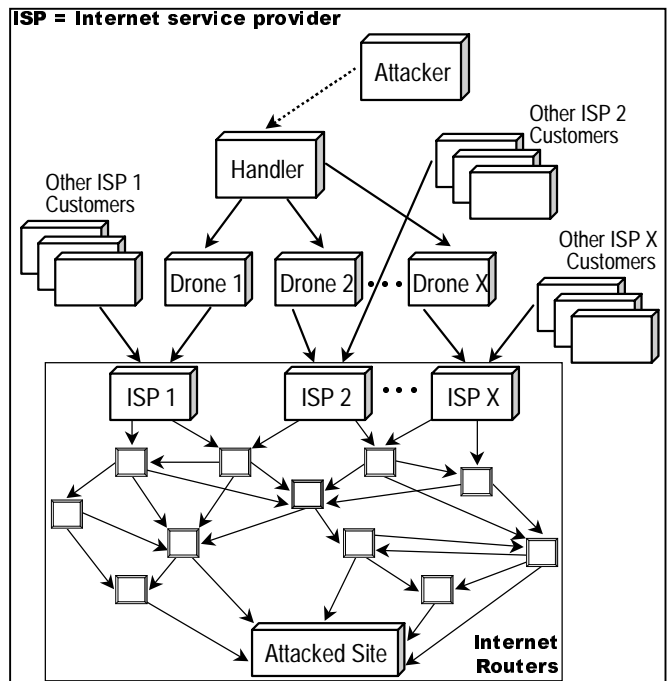 ISP = Internet service provider
Attacker
Other ISP 2
Customers
Handler
Other ISP 1
Customers
Other ISP X
Customers
Drone 1
Drone 2
•••
Drone X
ISP 1
ISP 2
•••
ISP X
Attacked Site
Internet
Routers